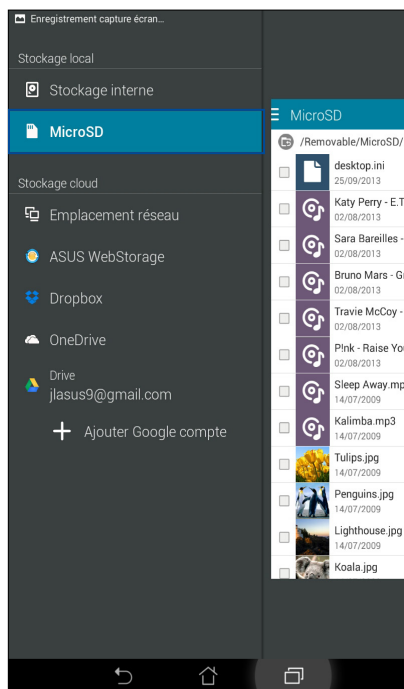 Enregistrement capture écran...
Stockage local
Stockage interne
MicroSD
Stockage cloud
Emplacement réseau
ASUS WebStorage
Dropbox
OneDrive
Drive
jlasus9@gmail.com
Ajouter Google compte
MicroSD
/Removable/MicroSD/
desktop.ini
25/09/2013
Katy Perry - E.T
02/08/2013
Sara Bareilles -
02/08/2013
Bruno Mars - G
02/08/2013
Travie McCoy -
02/08/2013
P!nk - Raise You
02/08/2013
Sleep Away.mp
14/07/2009
Kalimba.mp3
14/07/2009
Tulips.jpg
14/07/2009
Penguins.jpg
14/07/2009
Lighthouse.jpg
14/07/2009
Koala.jpg